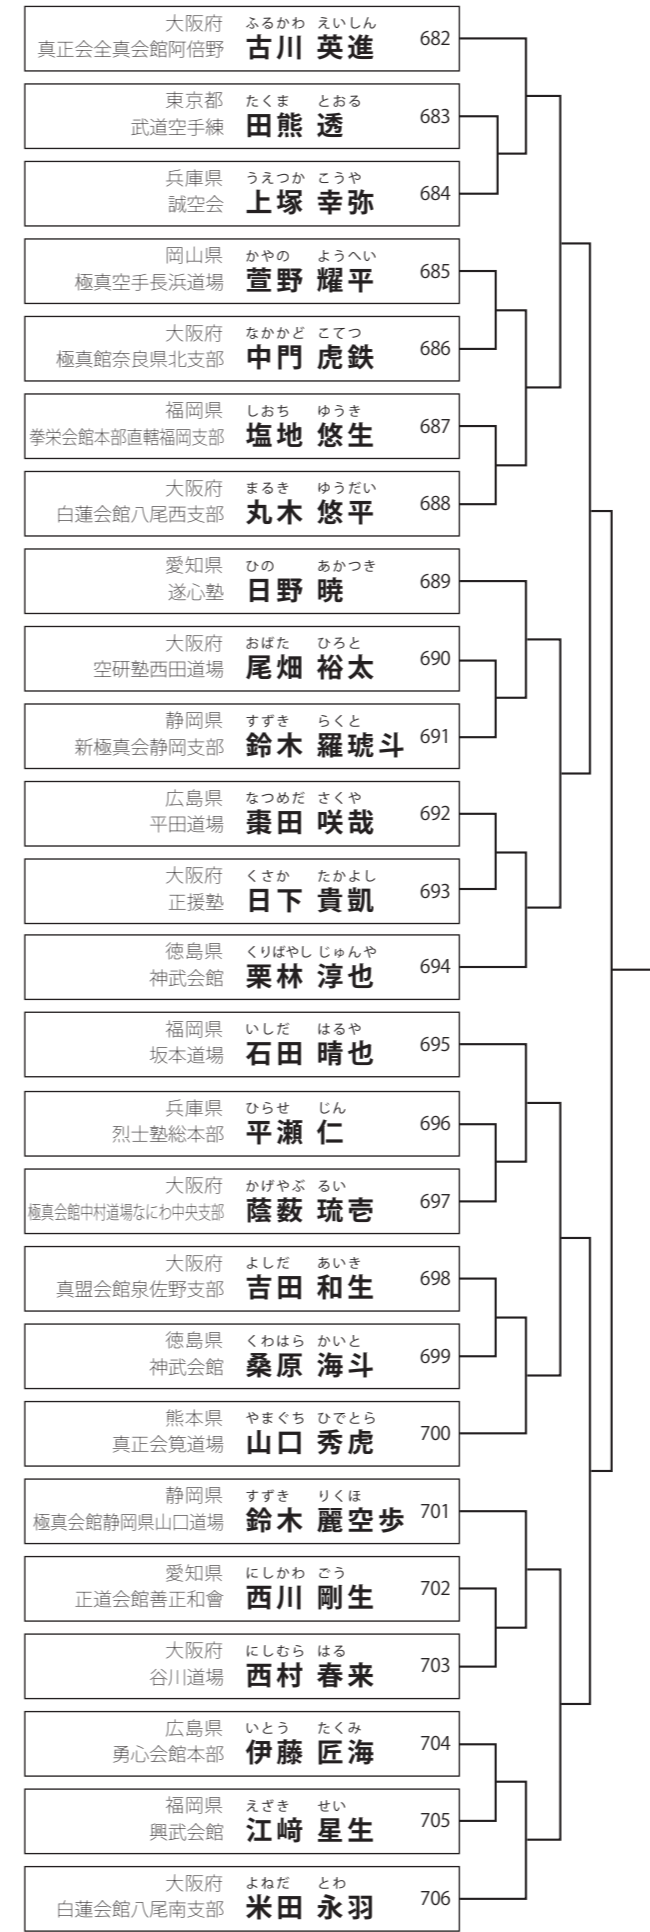 大阪府
真正会全真会館阿倍野
ふるかわ えいしん
古川 英進
682
東京都
武道空手練
たくま とおる
田熊 透
683
兵庫県
誠空会
うえつか こうや
上塚 幸弥
684
岡山県
極真空手長浜道場
かやの ようへい
萱野 耀平
685
大阪府
極真館奈良県北支部
なかかど こてつ
中門 虎鉄
686
福岡県
拳栄会館本部直轄福岡支部
しおち ゆうき
塩地 悠生
687
大阪府
白蓮会館八尾西支部
まるき ゆうだい
丸木 悠平
688
愛知県
遂心塾
ひの あかつき
日野 暁
689
大阪府
空研塾西田道場
おばた ひろと
尾畑 裕太
690
静岡県
新極真会静岡支部
すずき らくと
鈴木 羅琥斗
691
広島県
平田道場
なつめだ さくや
棗田 咲哉
692
大阪府
正援塾
くさか たかよし
日下 貴凱
693
徳島県
神武会館
くりばやし じゅんや
栗林 淳也
694
福岡県
坂本道場
いしだ はるや
石田 晴也
695
兵庫県
烈士塾総本部
ひらせ じん
平瀬 仁
696
大阪府
極真会館中村道場なにわ中央支部
かげやぶ るい
蔭薮 琉壱
697
大阪府
真盟会館泉佐野支部
よしだ あいき
吉田 和生
698
徳島県
神武会館
くわはら かいと
桑原 海斗
699
熊本県
真正会筧道場
やまぐち ひでとら
山口 秀虎
700
静岡県
極真会館静岡県山口道場
すずき りくほ
鈴木 麗空歩
701
愛知県
正道会館善正和會
にしかわ ごう
西川 剛生
702
大阪府
谷川道場
にしむら はる
西村 春来
703
広島県
勇心会館本部
いとう たくみ
伊藤 匠海
704
福岡県
興武会館
えざき せい
江﨑 星生
705
大阪府
白蓮会館八尾南支部
よねだ とわ
米田 永羽
706